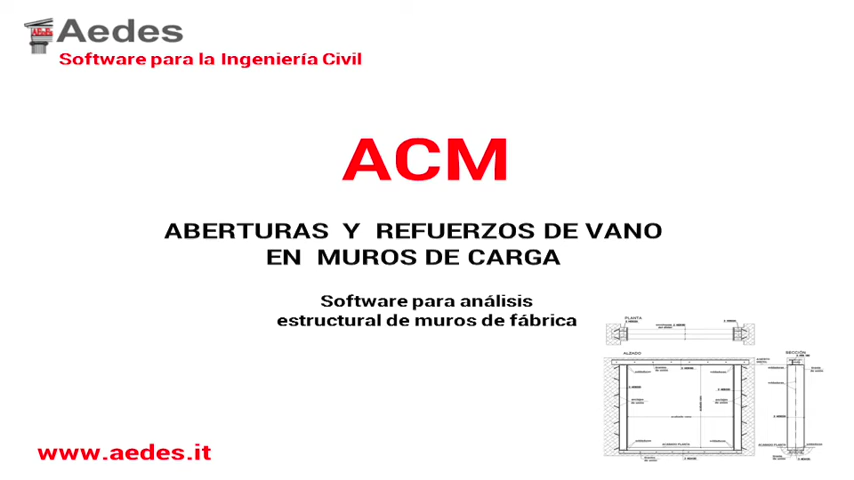 Aedes
Software para la Ingeniería Civil
ACM
ABERTURAS Y REFUERZOS DE VANO
EN MUROS DE CARGA
Software para análisis
estructural de muros de fábrica
PLANTA
ALZADO
SECCIÓN
www.aedes.it